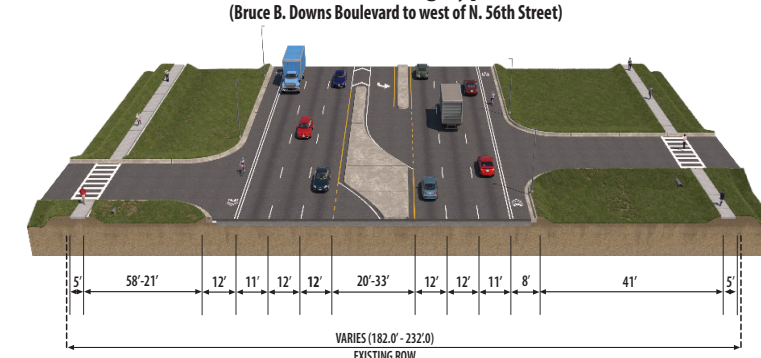 (Bruce B. Downs Boulevard to west of N. 56th Street)
5' 58'-21' 12' 11' 12' 12' 20'-33' 12' 12' 11' 8' 41' 5'
VARIES (182.0' - 232'.0)
EXISTING ROW